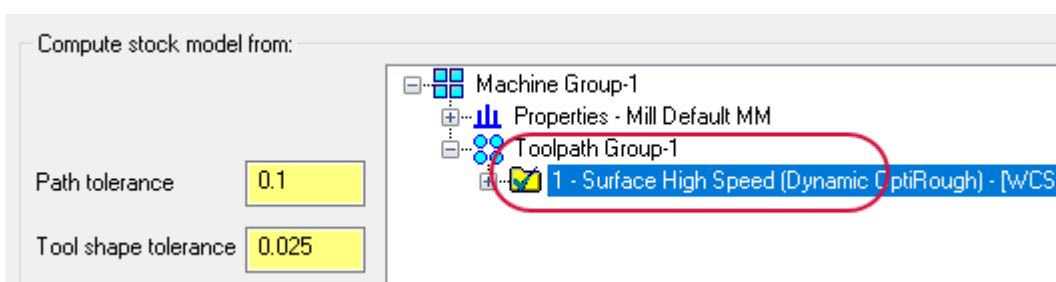 Compute stock model from:
Machine Group-1
Properties - Mill Default MM
Toolpath Group-1
Path tolerance 0.1
1 - Surface High Speed (Dynamic OptiRough) - [WCS
Tool shape tolerance 0.025